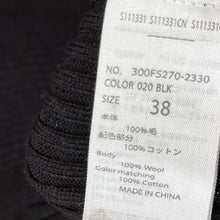 S111331 S111331CN S111331
NO. 300FS270-2330
COLOR 020 BLK
SIZE 38
本体
100%毛
配色部分
100%コットン
Body
100% Wool
Color matching
100% Cotton
MADE IN CHINA